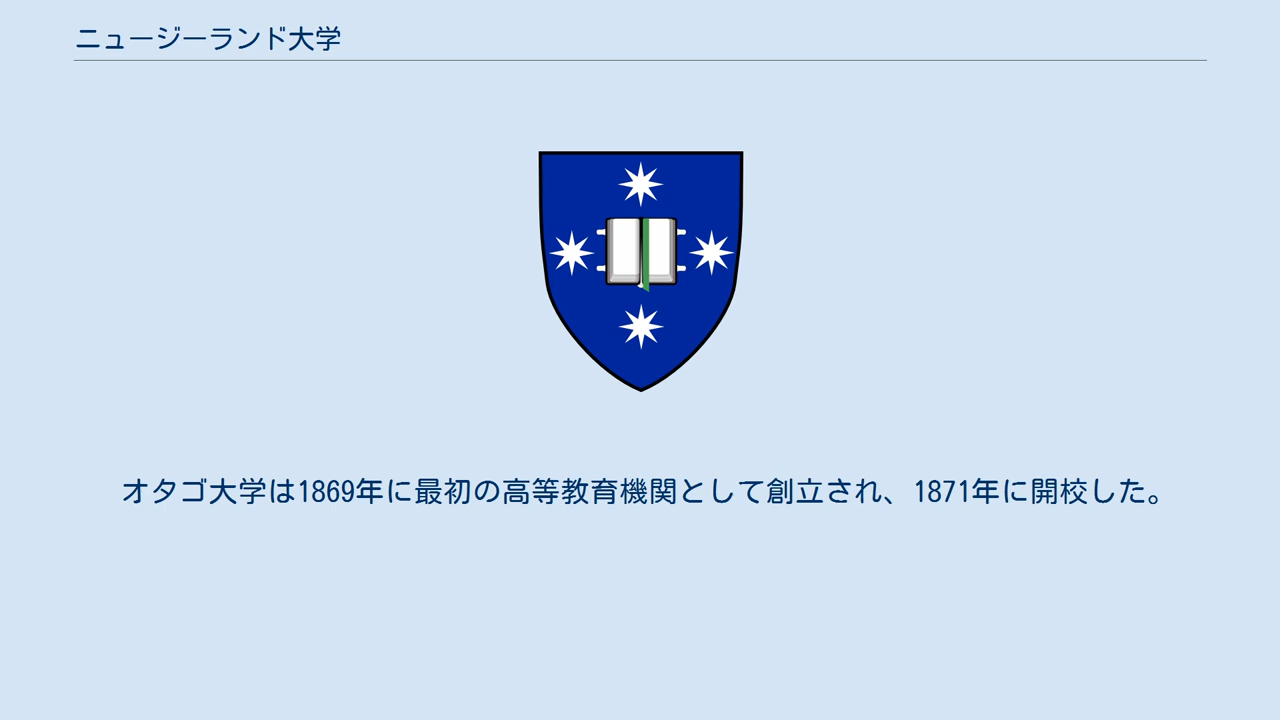 ニュージーランド大学
オタゴ大学は1869年に最初の高等教育機関として創立され、1871年に開校した。